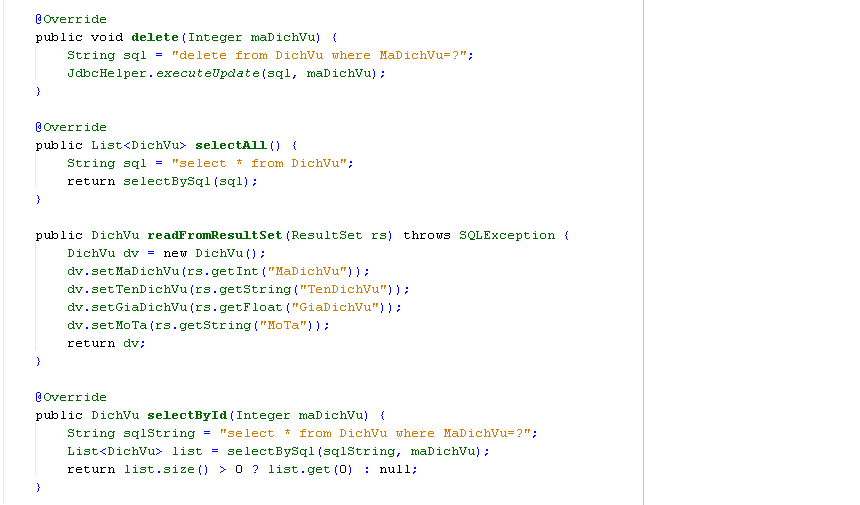 @Override
public void delete(Integer maDichVu) {
String sql = "delete from DichVu where MaDichVu=?";
JdbcHelper.executeUpdate(sql, maDichVu);
}
@Override
public List<DichVu> selectAll() {
String sql = "select * from DichVu";
return selectBySql(sql);
}
public DichVu readFromResultSet(ResultSet rs) throws SQLException {
DichVu dv = new DichVu();
dv.setMaDichVu(rs.getInt("MaDichVu"));
dv.setTenDichVu(rs.getString("TenDichVu"));
dv.setGiaDichVu(rs.getFloat("GiaDichVu"));
dv.setMoTa(rs.getString("MoTa"));
return dv;
}
@Override
public DichVu selectById(Integer maDichVu) {
String sqlString = "select * from DichVu where MaDichVu=?";
List<DichVu> list = selectBySql(sqlString, maDichVu);
return list.size() > 0 ? list.get(0) : null;
}